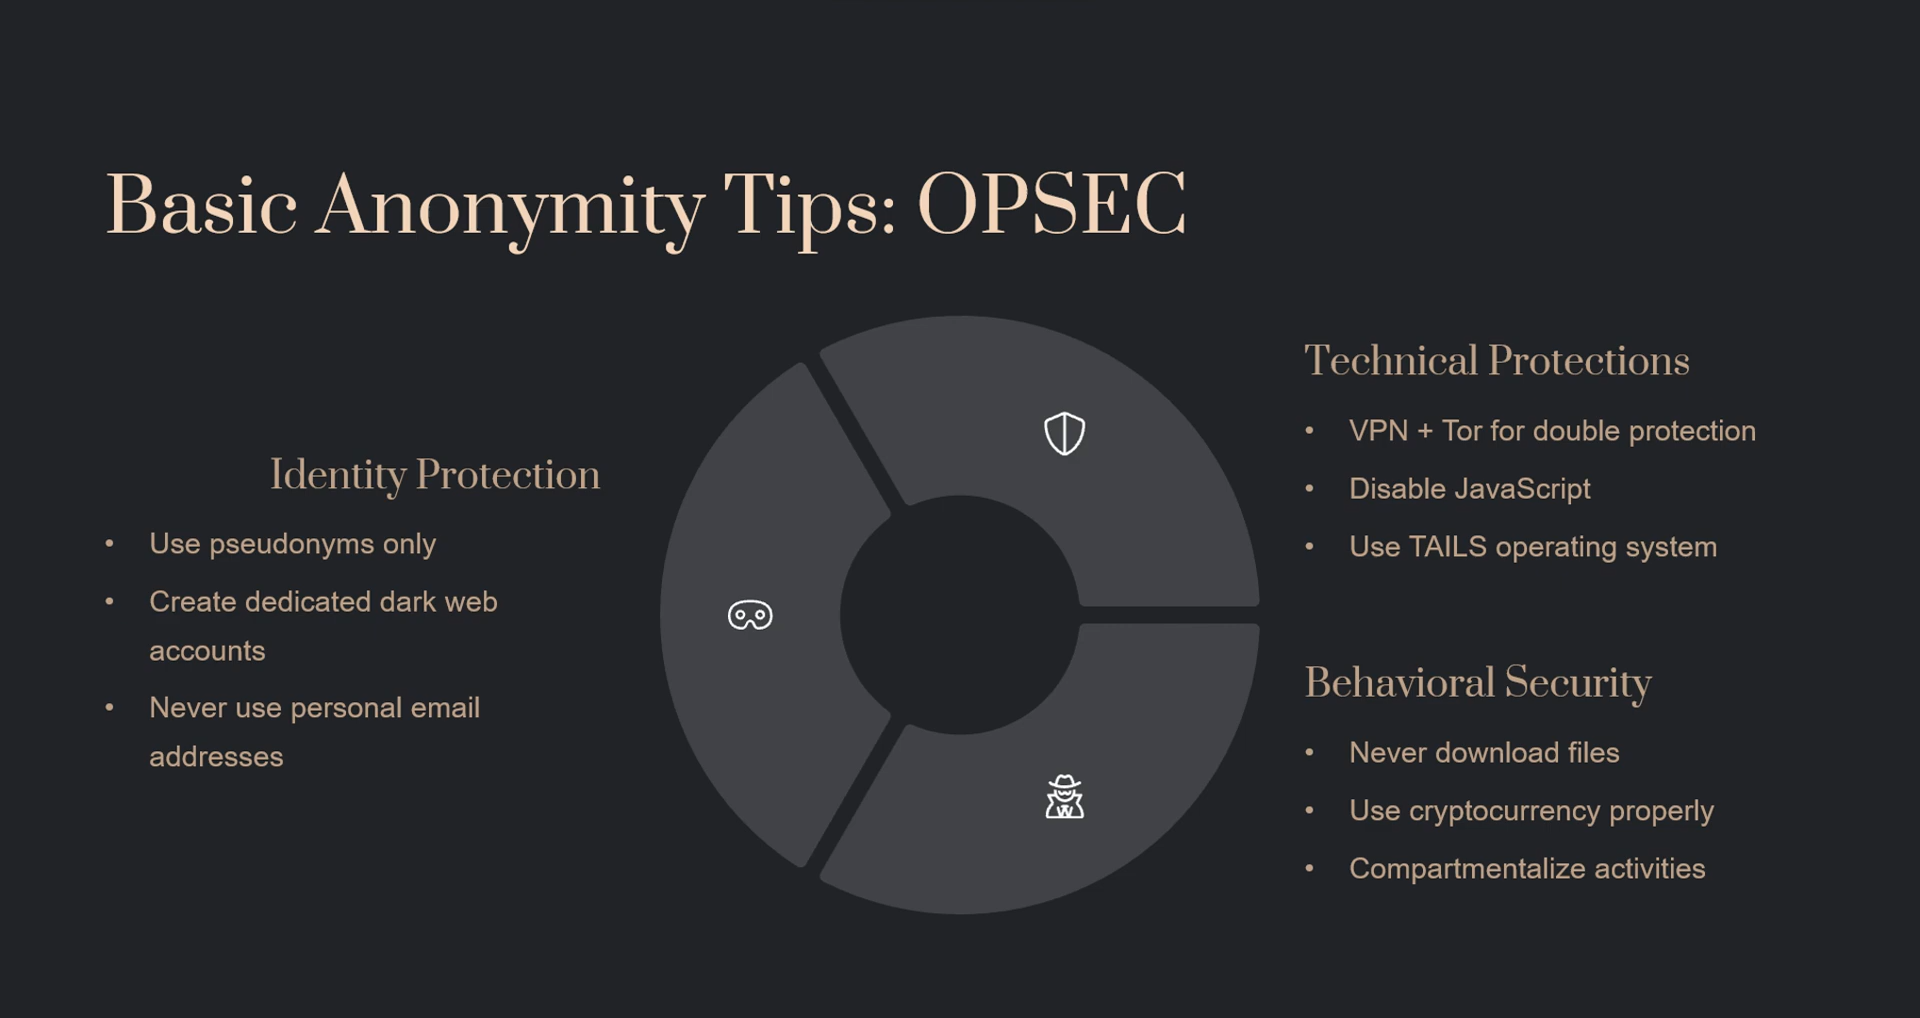 Basic Anonymity Tips: OPSEC
Identity Protection
• Use pseudonyms only
• Create dedicated dark web
accounts
• Never use personal email
addresses
Technical Protections
• VPN + Tor for double protection
• Disable JavaScript
• Use TAILS operating system
Behavioral Security
• Never download files
• Use cryptocurrency properly
• Compartmentalize activities